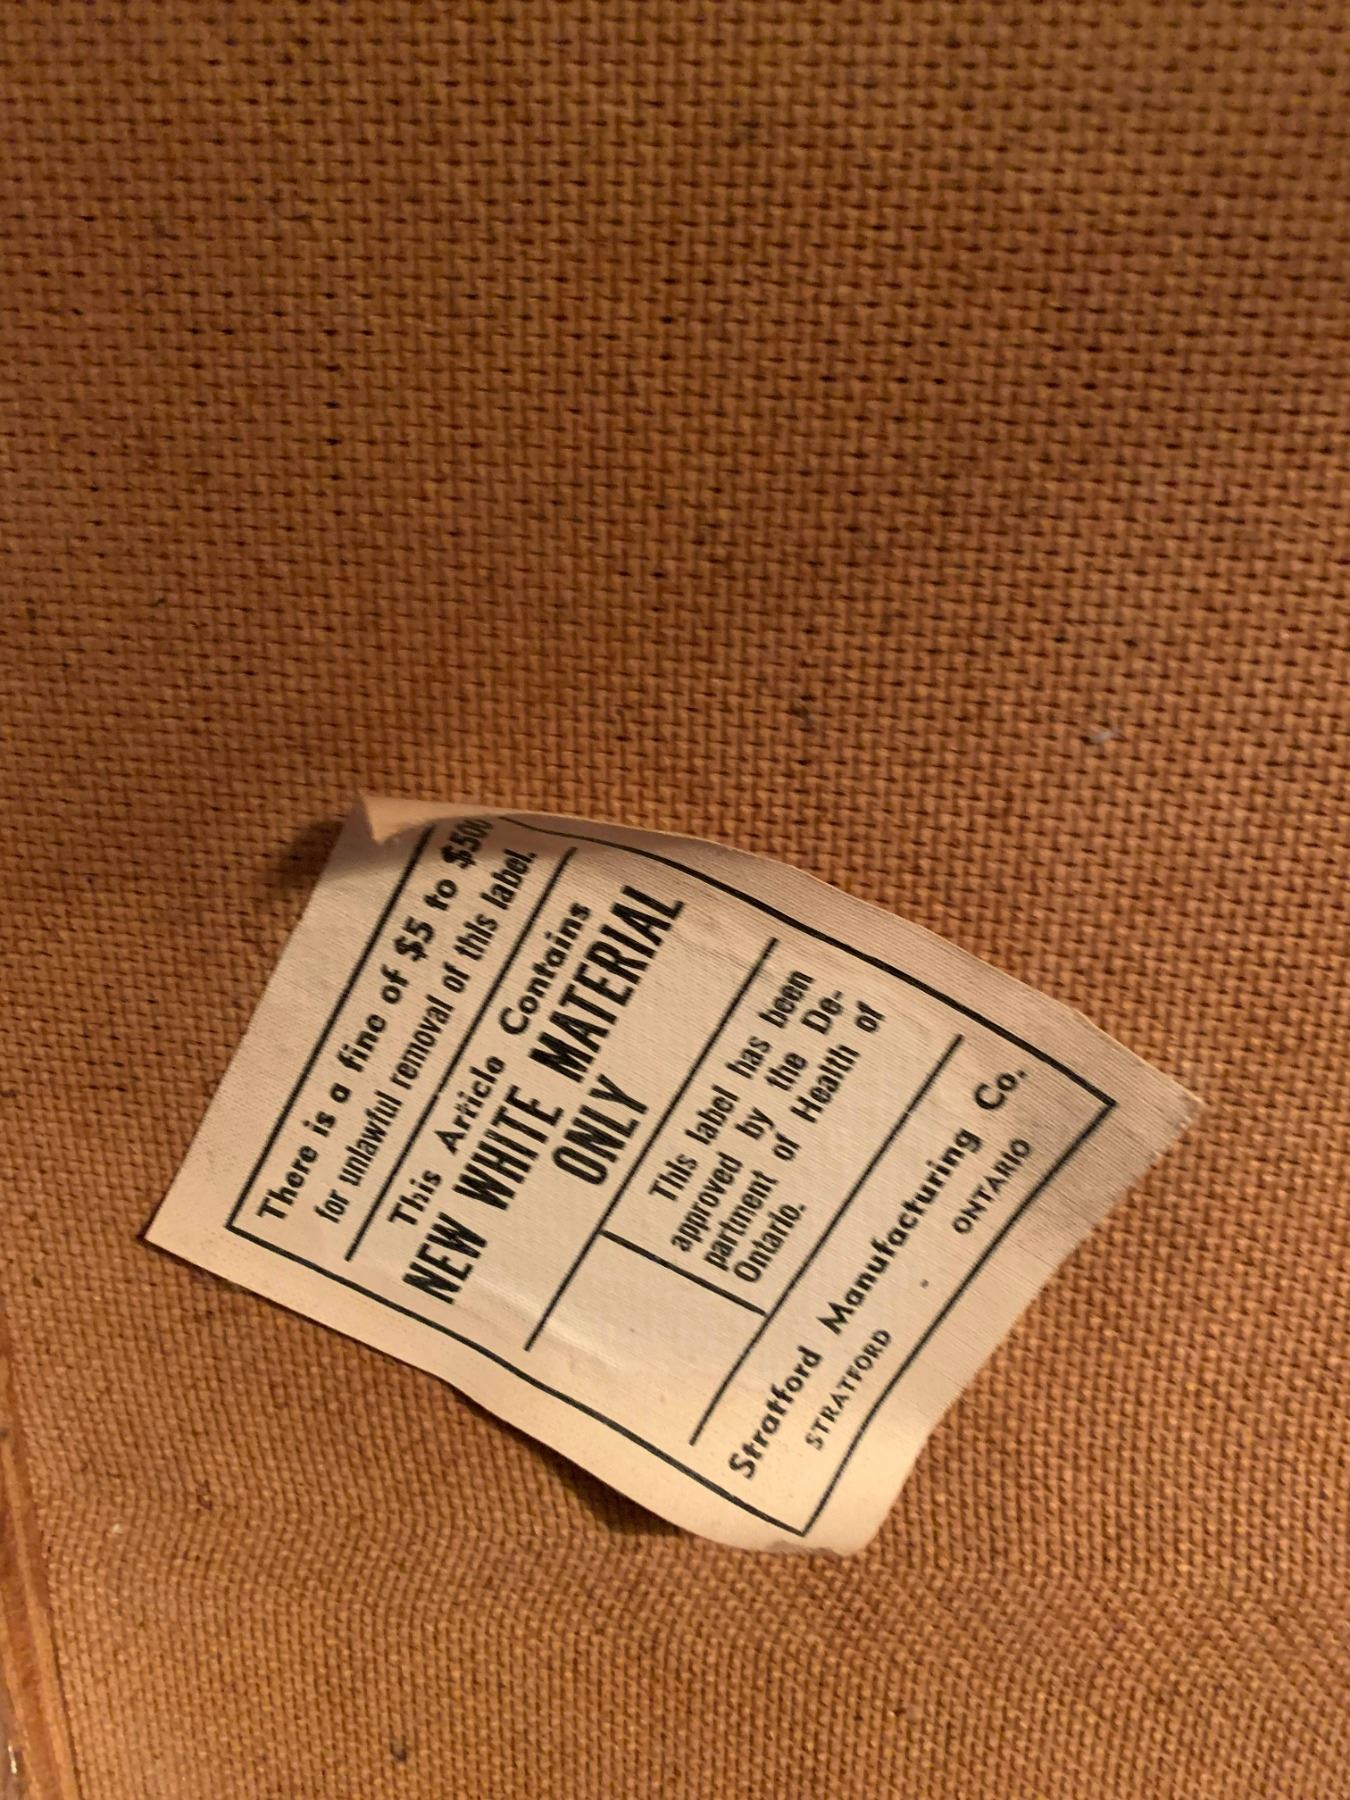 There is a fine of $5 to $500
for unlawful removal of this label.
This Article Contains
NEW WHITE MATERIAL
ONLY
This label has been
approved by the De-
partment of Health of
Ontario.
Stratford Manufacturing Co.
STRATFORD ONTARIO